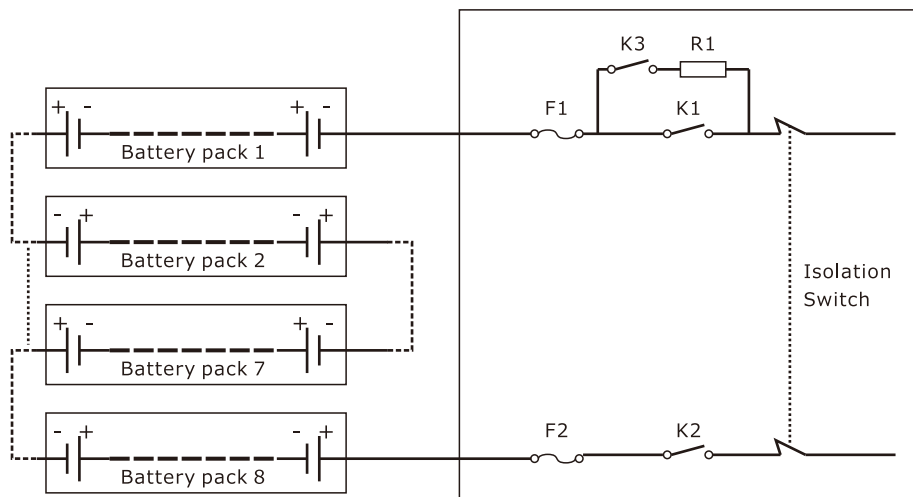 K3 R1
F1 K1
+ - + -
Battery pack 1
- + - +
Battery pack 2
Isolation
Switch
+ - + -
Battery pack 7
- + - +
F2 K2
Battery pack 8